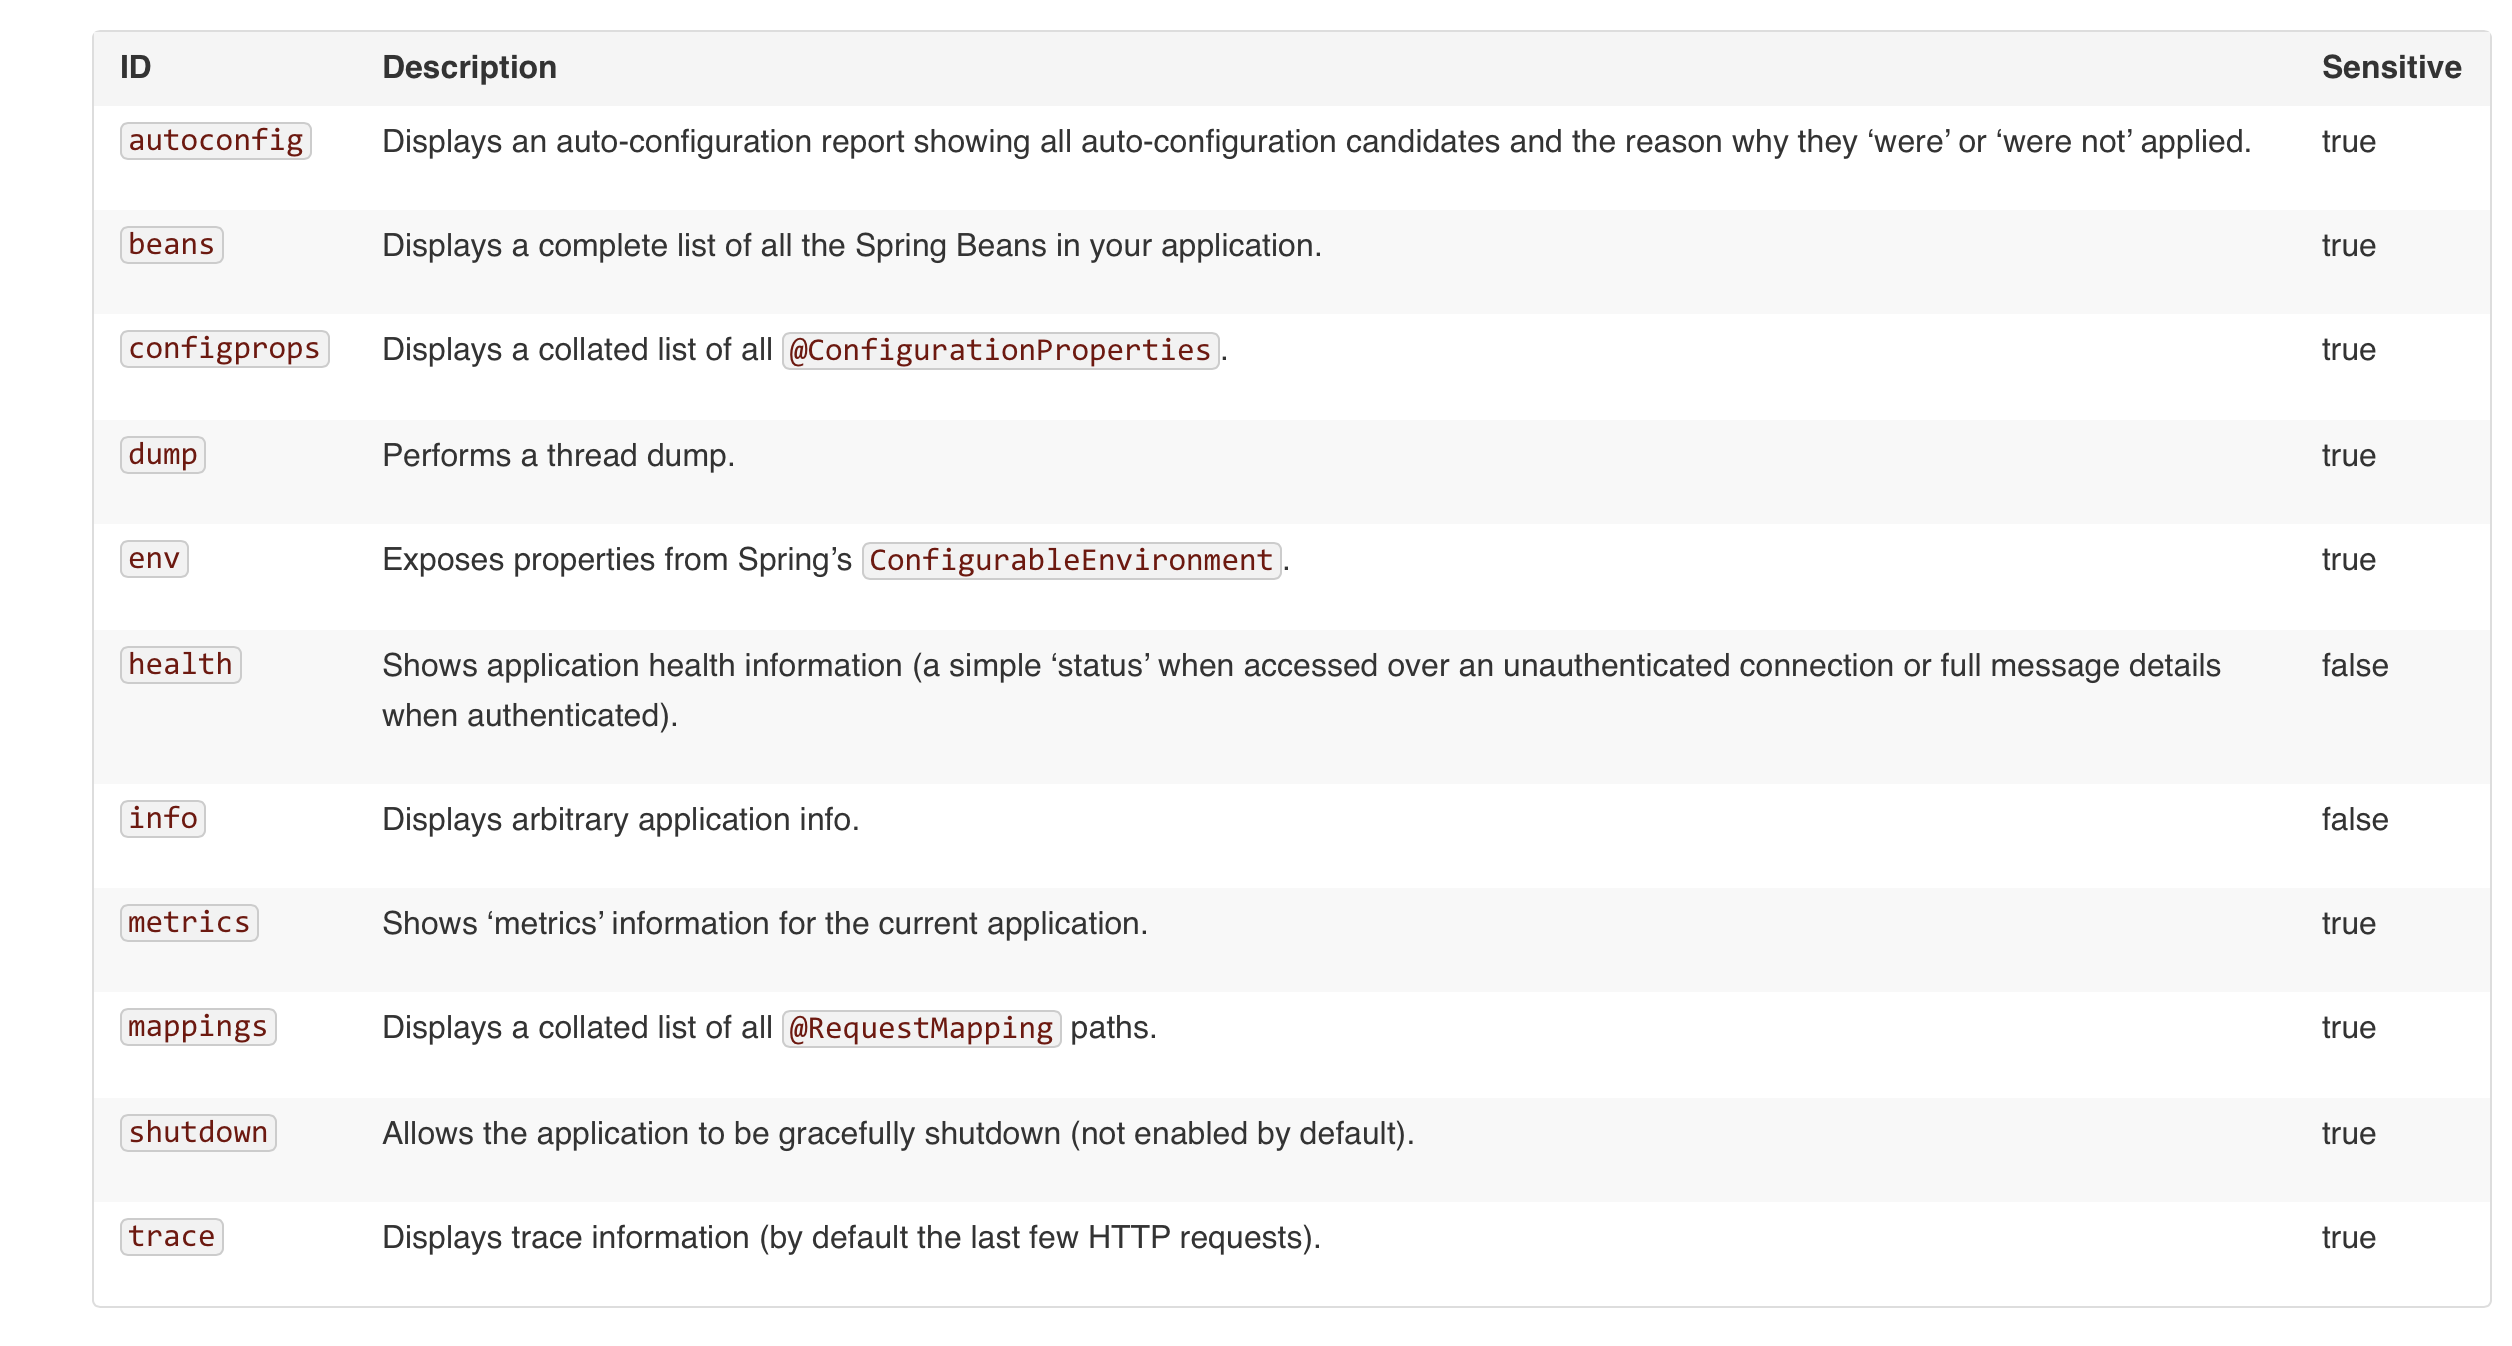 ID Description Sensitive
autoconfig Displays an auto-configuration report showing all auto-configuration candidates and the reason why they ‘were’ or ‘were not’ applied. true
beans Displays a complete list of all the Spring Beans in your application. true
configprops Displays a collated list of all @ConfigurationProperties. true
dump Performs a thread dump. true
env Exposes properties from Spring’s ConfigurableEnvironment. true
health Shows application health information (a simple ‘status’ when accessed over an unauthenticated connection or full message details false
when authenticated).
info Displays arbitrary application info. false
metrics Shows ‘metrics’ information for the current application. true
mappings Displays a collated list of all @RequestMapping paths. true
shutdown Allows the application to be gracefully shutdown (not enabled by default). true
trace Displays trace information (by default the last few HTTP requests). true